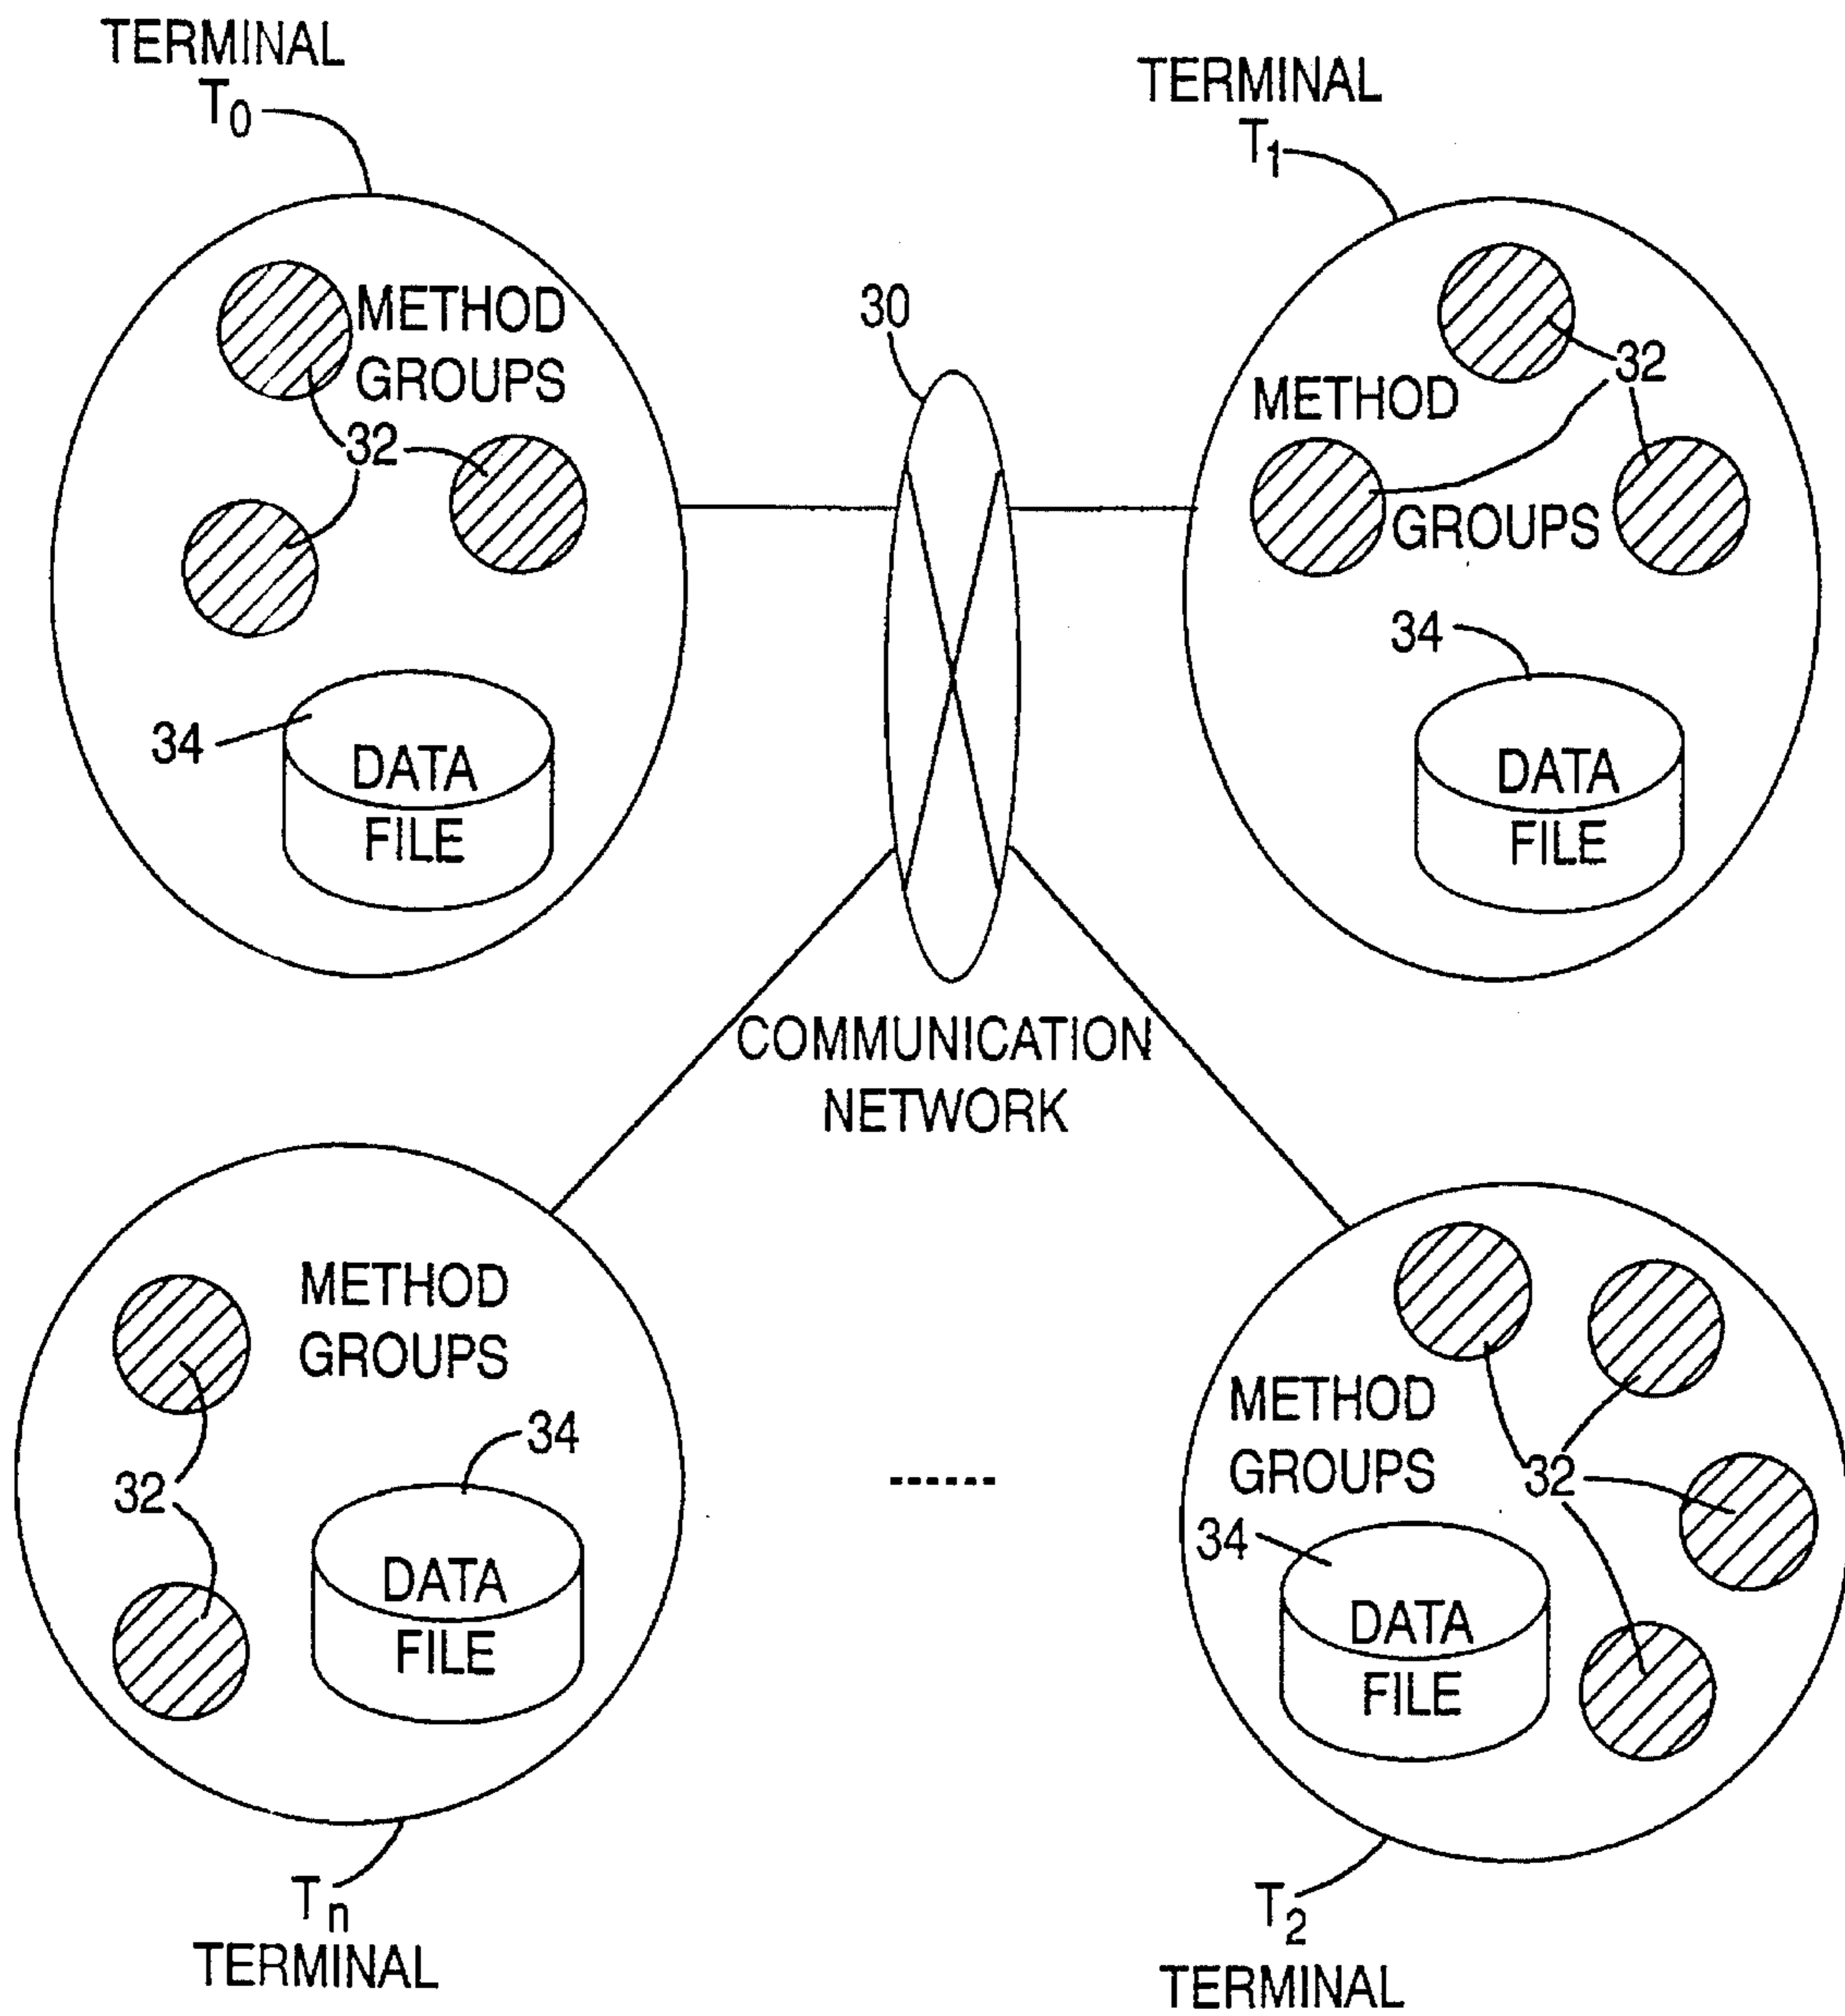 TERMINAL
T0
TERMINAL
T1
METHOD
GROUPS
32
34
DATA
FILE
30
32
METHOD
GROUPS
34
DATA
FILE
COMMUNICATION
NETWORK
METHOD
GROUPS
32
34
DATA
FILE
------
METHOD
GROUPS
32
34
DATA
FILE
Tn
TERMINAL
T2
TERMINAL